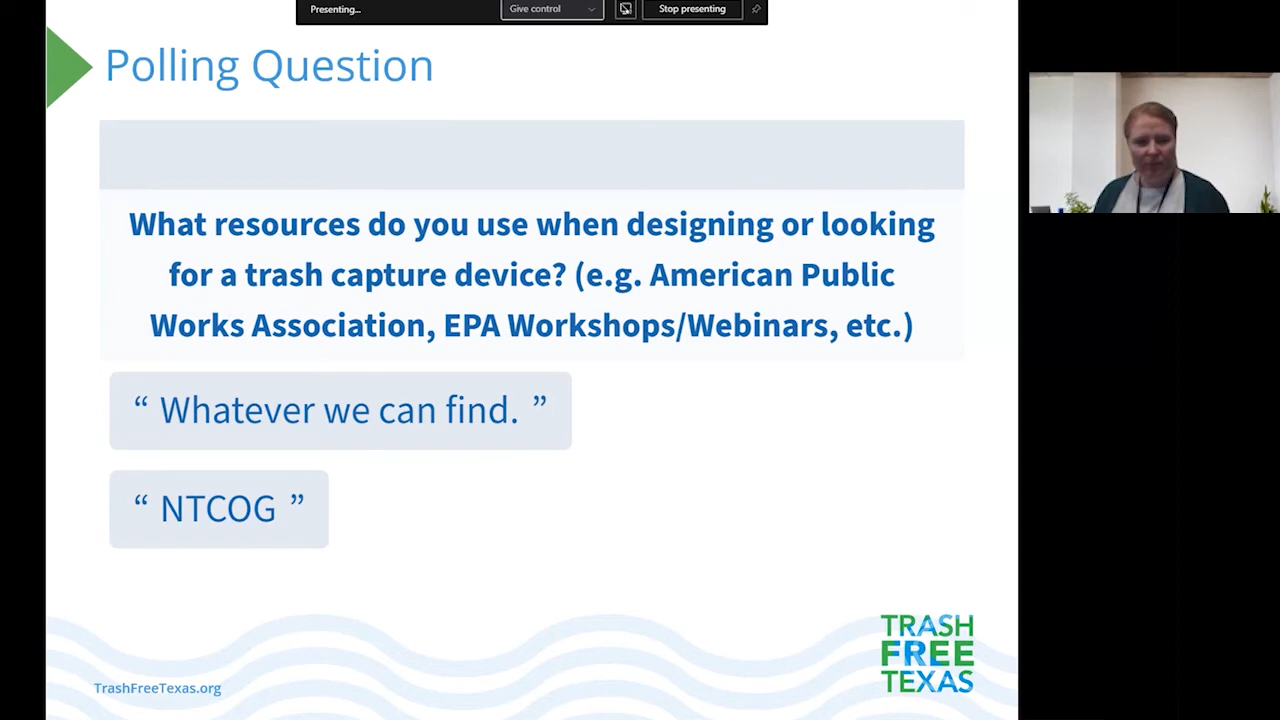 Presenting...
Give control
Stop presenting
Polling Question
What resources do you use when designing or looking
for a trash capture device? (e.g. American Public
Works Association, EPA Workshops/Webinars, etc.)
“ Whatever we can find. ”
“ NTCOG ”
TRASH
FREE
TEXAS
TrashFreeTexas.org